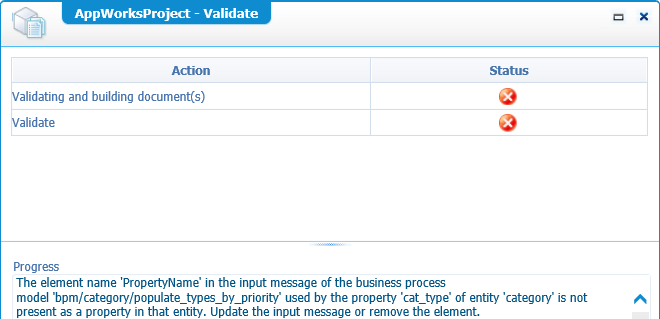 AppWorksProject - Validate
Action Status
Validating and building document(s)
Validate
Progress
The element name 'PropertyName' in the input message of the business process
model 'bpm/category/populate_types_by_priority' used by the property 'cat_type' of entity 'category' is not
present as a property in that entity. Update the input message or remove the element.